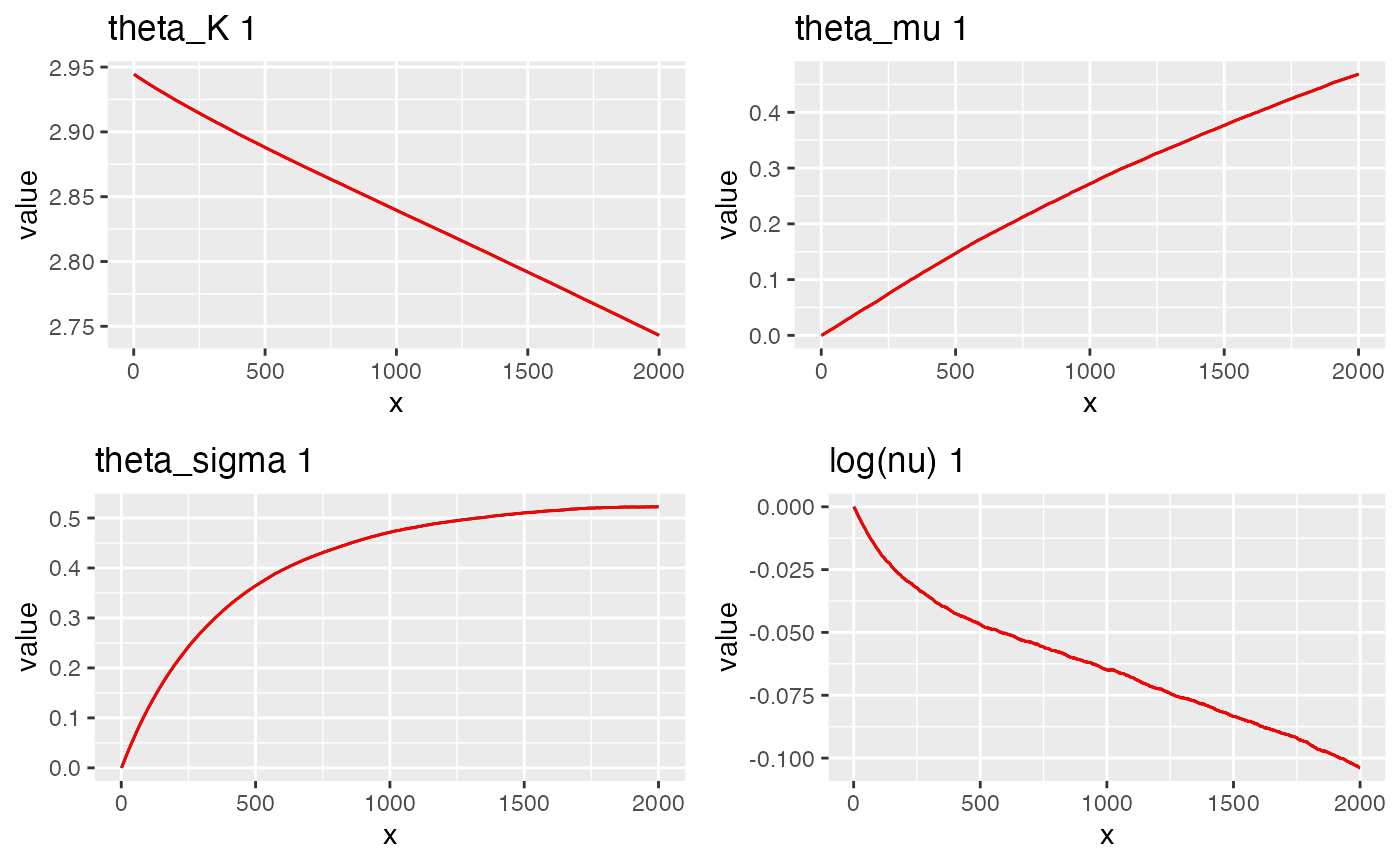 theta_K 1
value
2.95
2.90
2.85
2.80
2.75
0 500 1000 1500 2000
x
theta_mu 1
value
0.4
0.3
0.2
0.1
0.0
0 500 1000 1500 2000
x
theta_sigma 1
value
0.5
0.4
0.3
0.2
0.1
0.0
0 500 1000 1500 2000
x
log(nu) 1
value
0.000
-0.025
-0.050
-0.075
-0.100
0 500 1000 1500 2000
x